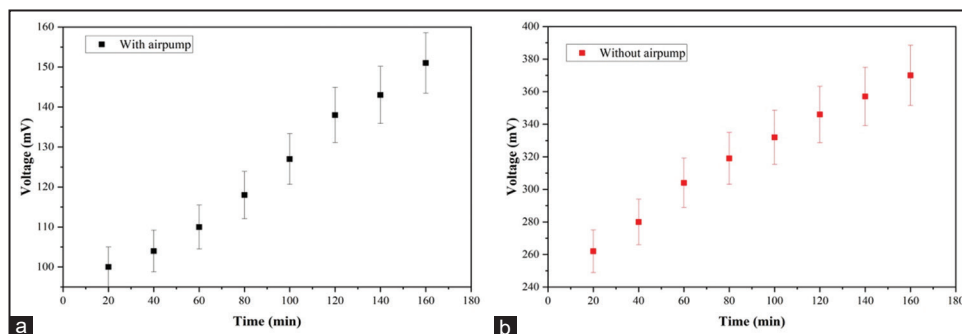 With airpump
160
150
140
130
120
110
100
Voltage (mV)
0 20 40 60 80 100 120 140 160 180
Time (min)
a
Without airpump
400
380
360
340
320
300
280
260
240
Voltage (mV)
0 20 40 60 80 100 120 140 160 180
Time (min)
b